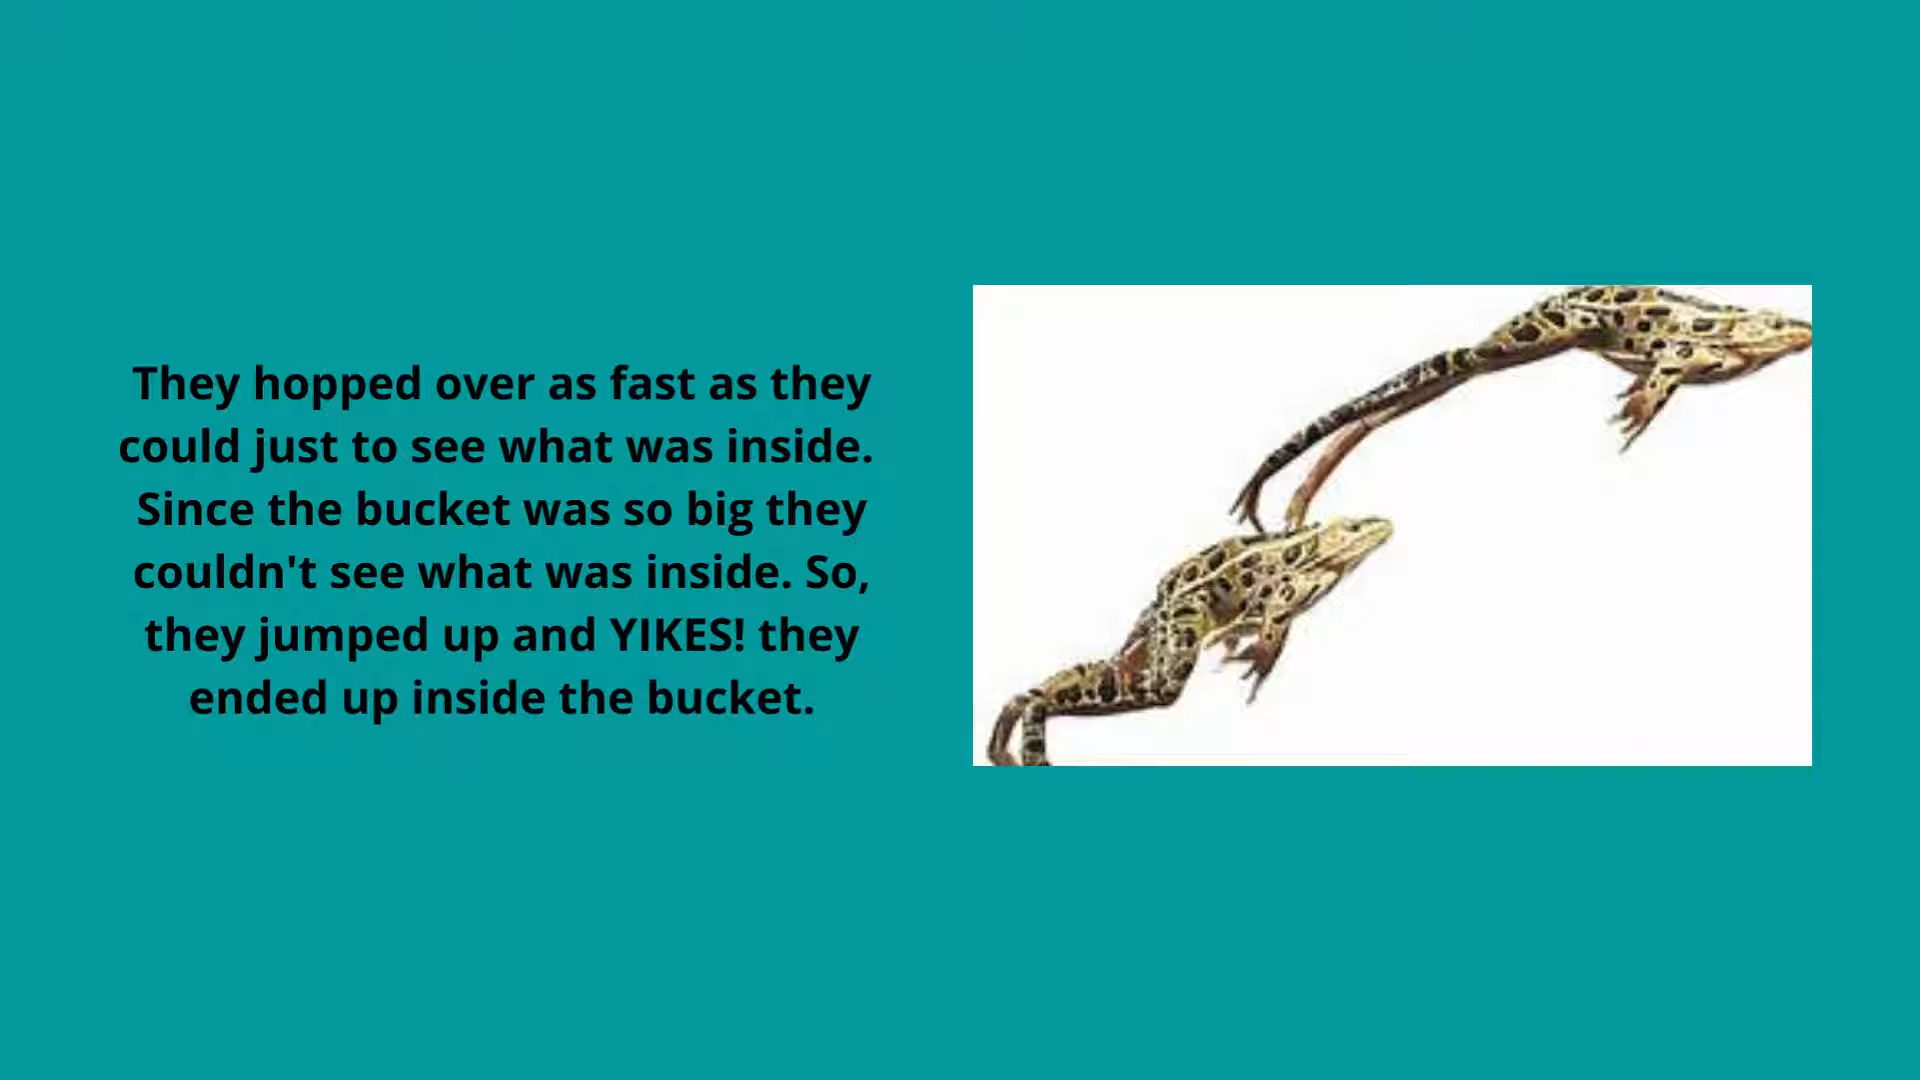 They hopped over as fast as they
could just to see what was inside.
Since the bucket was so big they
couldn't see what was inside. So,
they jumped up and YIKES! they
ended up inside the bucket.